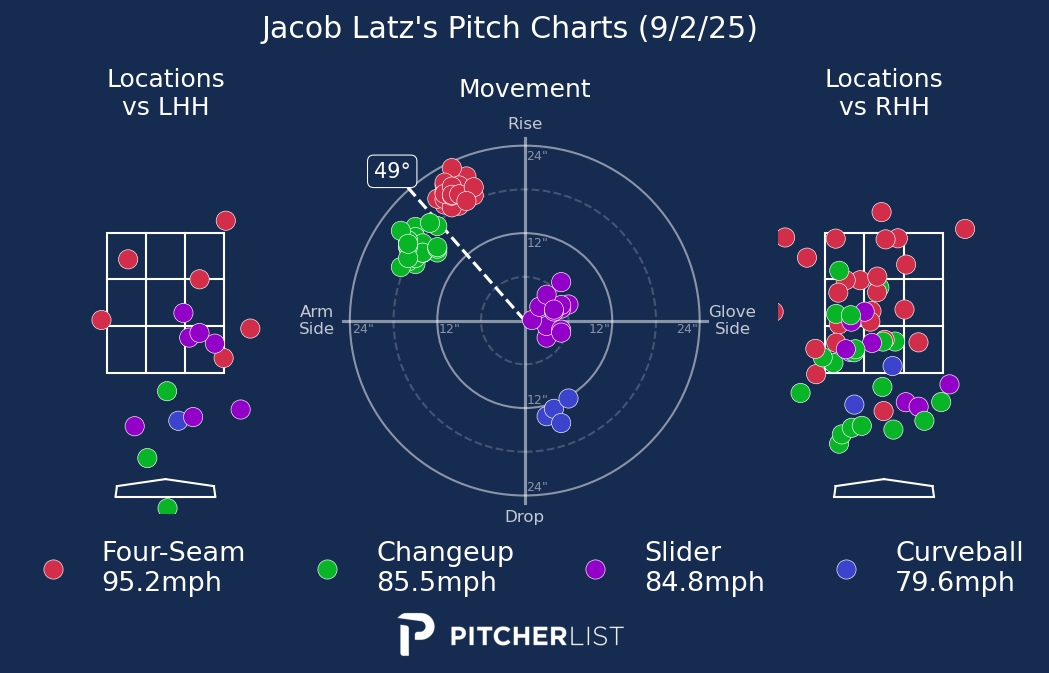 Jacob Latz's Pitch Charts (9/2/25)
Locations
vs LHH
Movement
Locations
vs RHH
Rise
24"
49°
12"
Arm
Side
24"
12"
12"
24"
Glove
Side
12"
24"
Drop
Four-Seam
95.2mph
Changeup
85.5mph
Slider
84.8mph
Curveball
79.6mph
PITCHERLIST